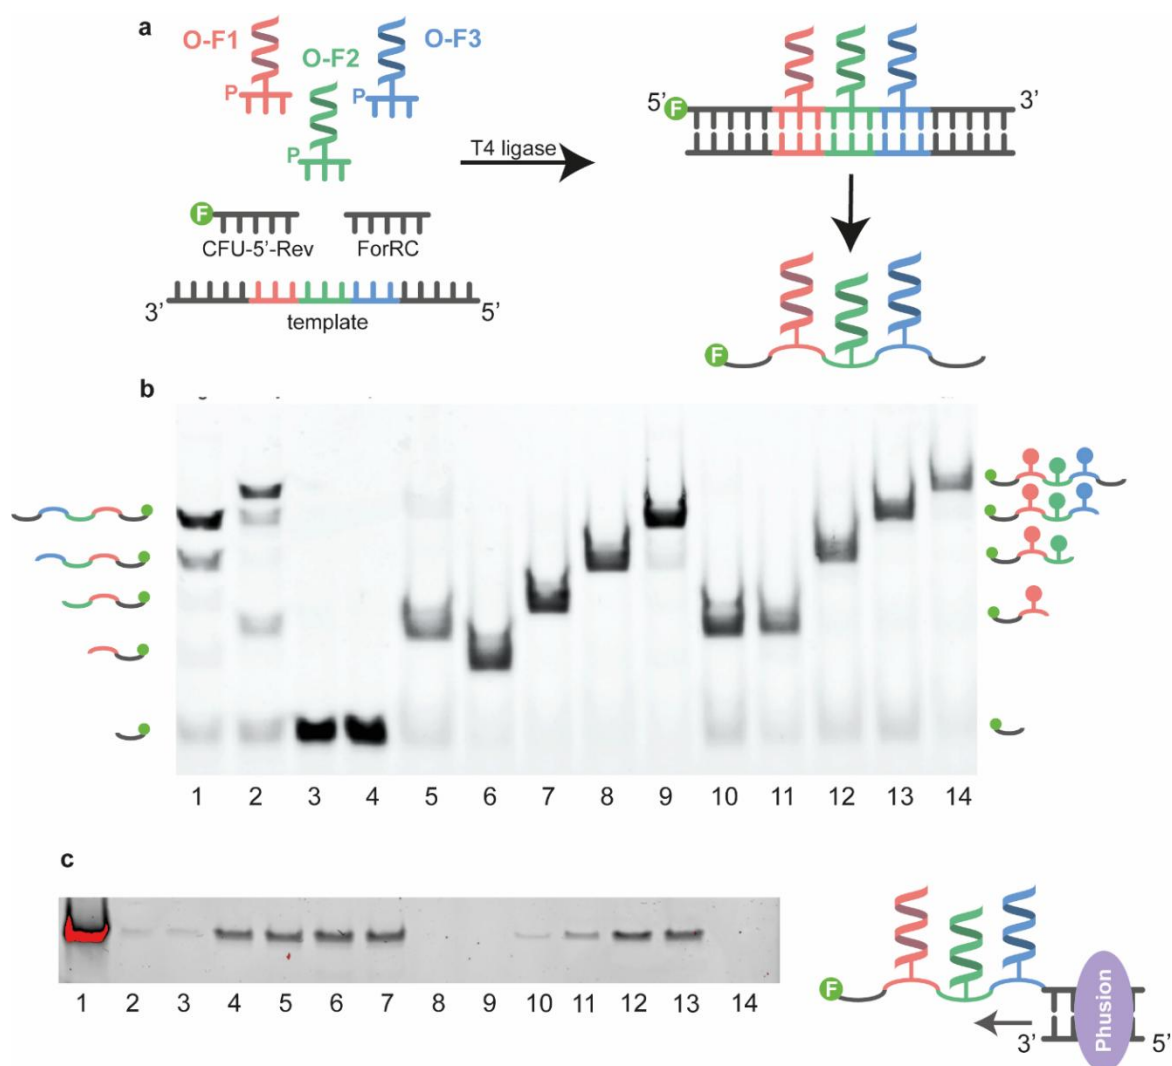 a
O-F1
O-F2
O-F3
P
P
P
T4 ligase
5’
F
3’
F
CFU-5’-Rev
ForRC
3’
template
5’
F
b
1 2 3 4 5 6 7 8 9 10 11 12 13 14
c
1 2 3 4 5 6 7 8 9 10 11 12 13 14
F
Phusion
3’
5’